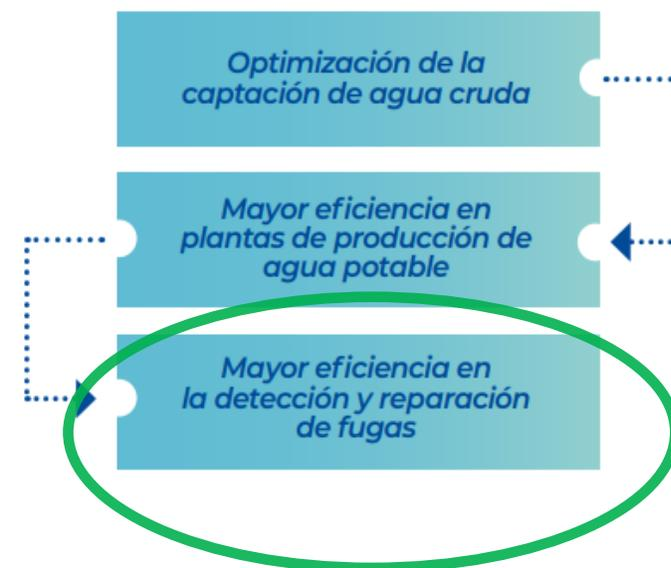 Optimización de la
captación de agua cruda
Mayor eficiencia en
plantas de producción de
agua potable
Mayor eficiencia en
la detección y reparación
de fugas